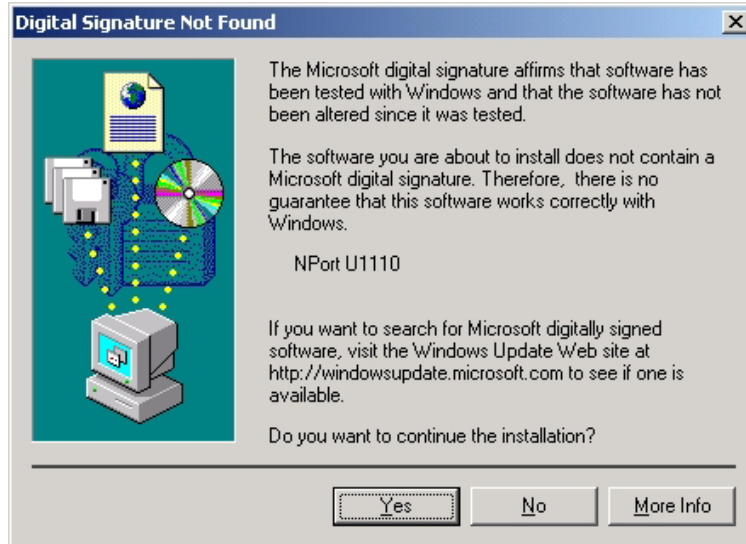 Digital Signature Not Found
The Microsoft digital signature affirms that software has
been tested with Windows and that the software has not
been altered since it was tested.
The software you are about to install does not contain a
Microsoft digital signature. Therefore,  there is no
guarantee that this software works correctly with
Windows.
NPort U1110
If you want to search for Microsoft digitally signed
software, visit the Windows Update Web site at
http://windowsupdate.microsoft.com to see if one is
available.
Do you want to continue the installation?
Yes No More Info